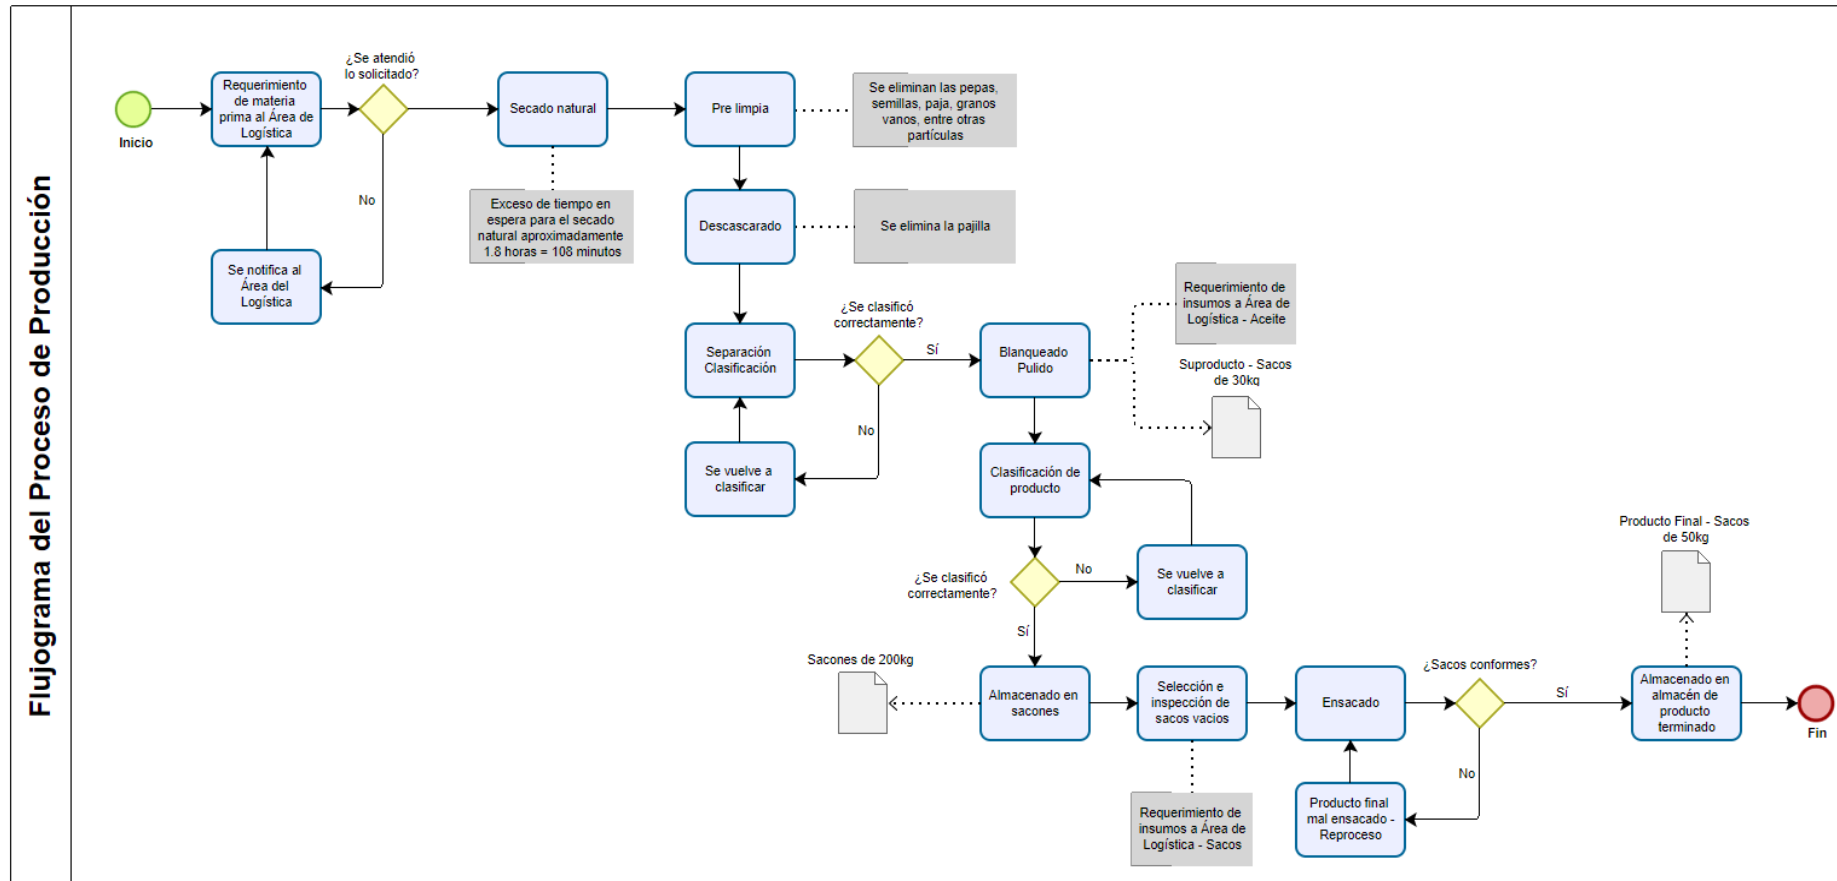 Flujograma del Proceso de Producción
Inicio
Requerimiento
de materia
prima al Área de
Logística
¿Se atendió
lo solicitado?
No
Se notifica al
Área del
Logística
Secado natural
Exceso de tiempo en
espera para el secado
natural aproximadamente
1.8 horas = 108 minutos
Pre limpia
Se eliminan las pepas,
semillas, paja, granos
vanos, entre otras
partículas
Descascarado
Se elimina la pajilla
Separación
Clasificación
¿Se clasificó
correctamente?
Sí
No
Se vuelve a
clasificar
Blanqueado
Pulido
Requerimiento de
insumos a Área de
Logística - Aceite
Suproducto - Sacos
de 30kg
Clasificación de
producto
¿Se clasificó
correctamente?
No
Se vuelve a
clasificar
Sí
Sacones de 200kg
Almacenado en
sacones
Selección e
inspección de
sacos vacios
Requerimiento de
insumos a Área de
Logística - Sacos
Ensacado
¿Sacos conformes?
Sí
No
Producto final
mal ensacado -
Reproceso
Producto Final - Sacos
de 50kg
Almacenado en
almacén de
producto
terminado
Fin